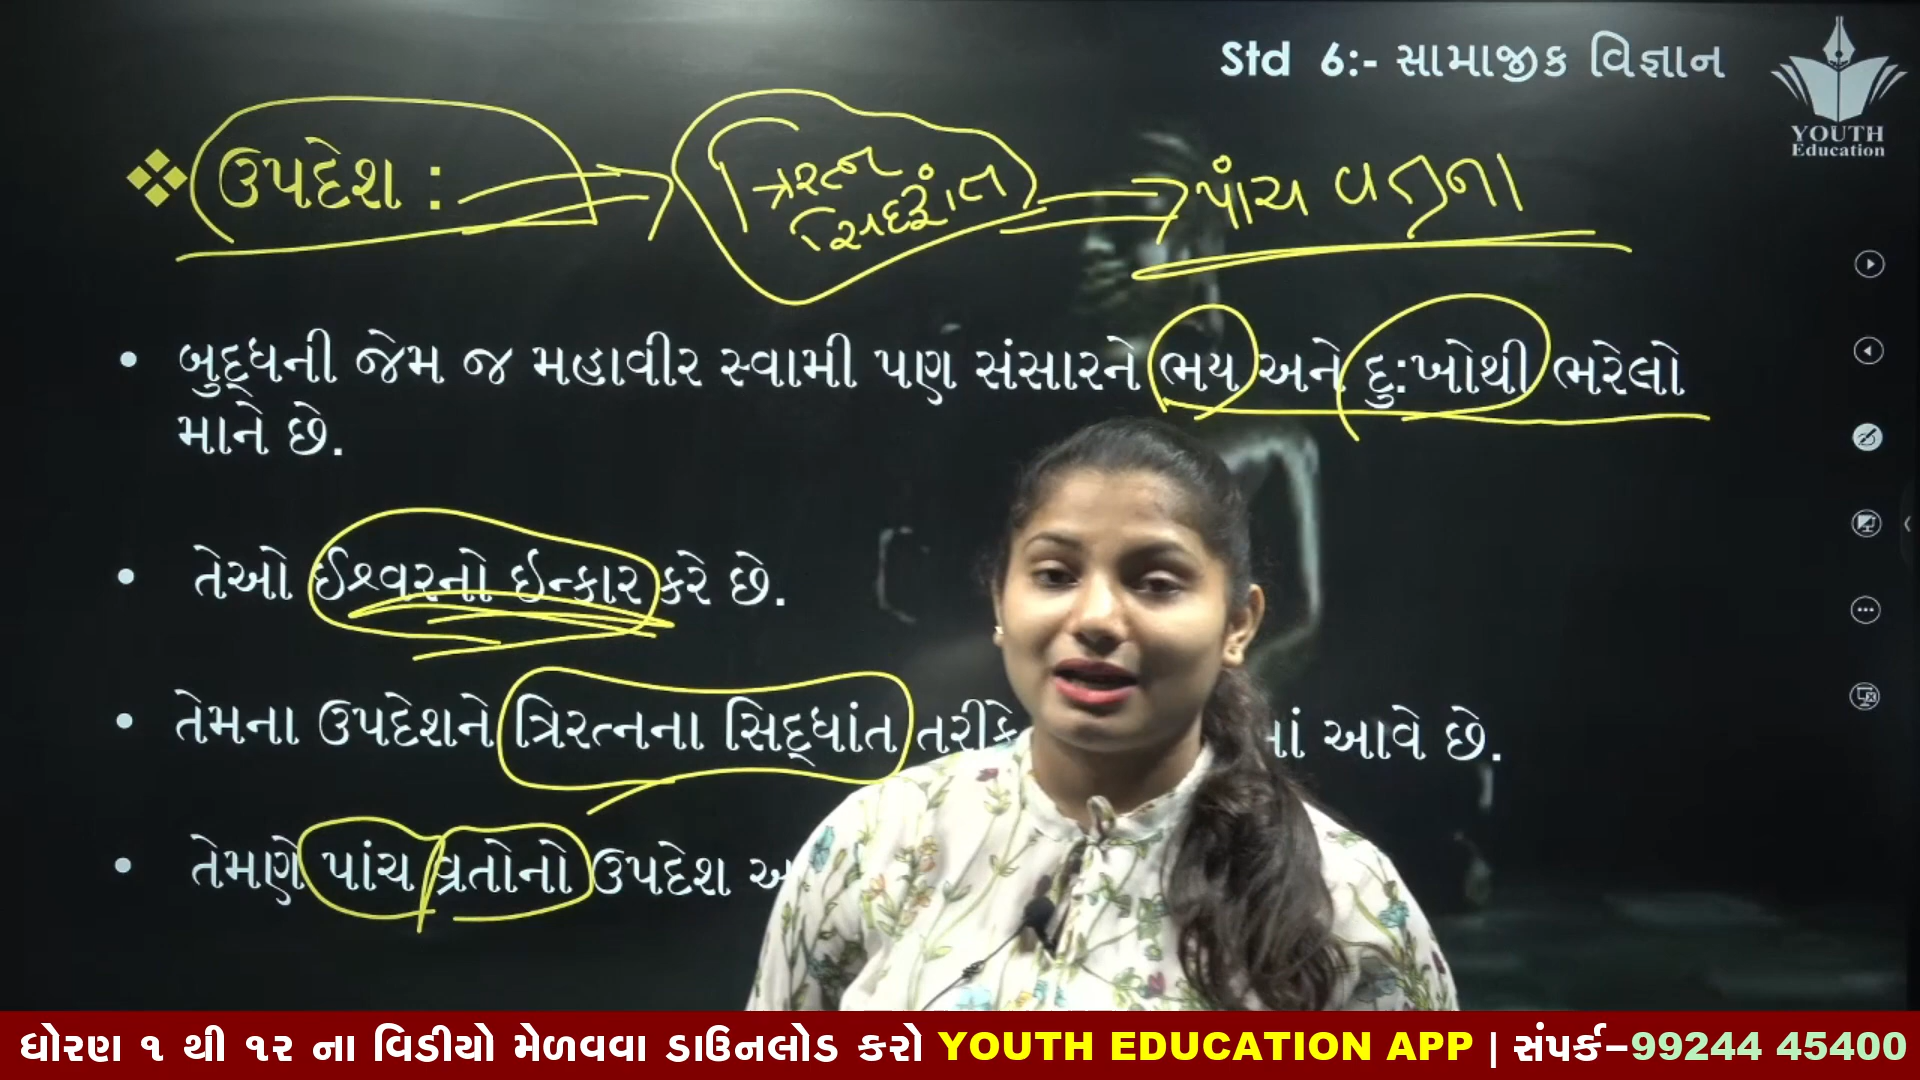 Std 6:- સામાજીક વિજ્ઞાન
YOUTH
Education
ઉપદેશ :
ત્રિરત્ન
પાંચ
બુદ્ધની જેમ જ મહાવીર સ્વામી પણ સંસારને ભય અને દુ:ખોથી ભરેલો
માને છે.
તેઓ ઈશ્વરનો ઇન્કાર કરે છે.
તેમના ઉપદેશને ત્રિરત્નના સિદ્ધાંત તરીકે આવે છે.
તેમણે પાંચ વ્રતોનો ઉપદેશ
ધોરણ ૧ થી ૧૨ ના વિડીયો મેળવવા ડાઉનલોડ કરો YOUTH EDUCATION APP | સંપર્ક–99244 45400